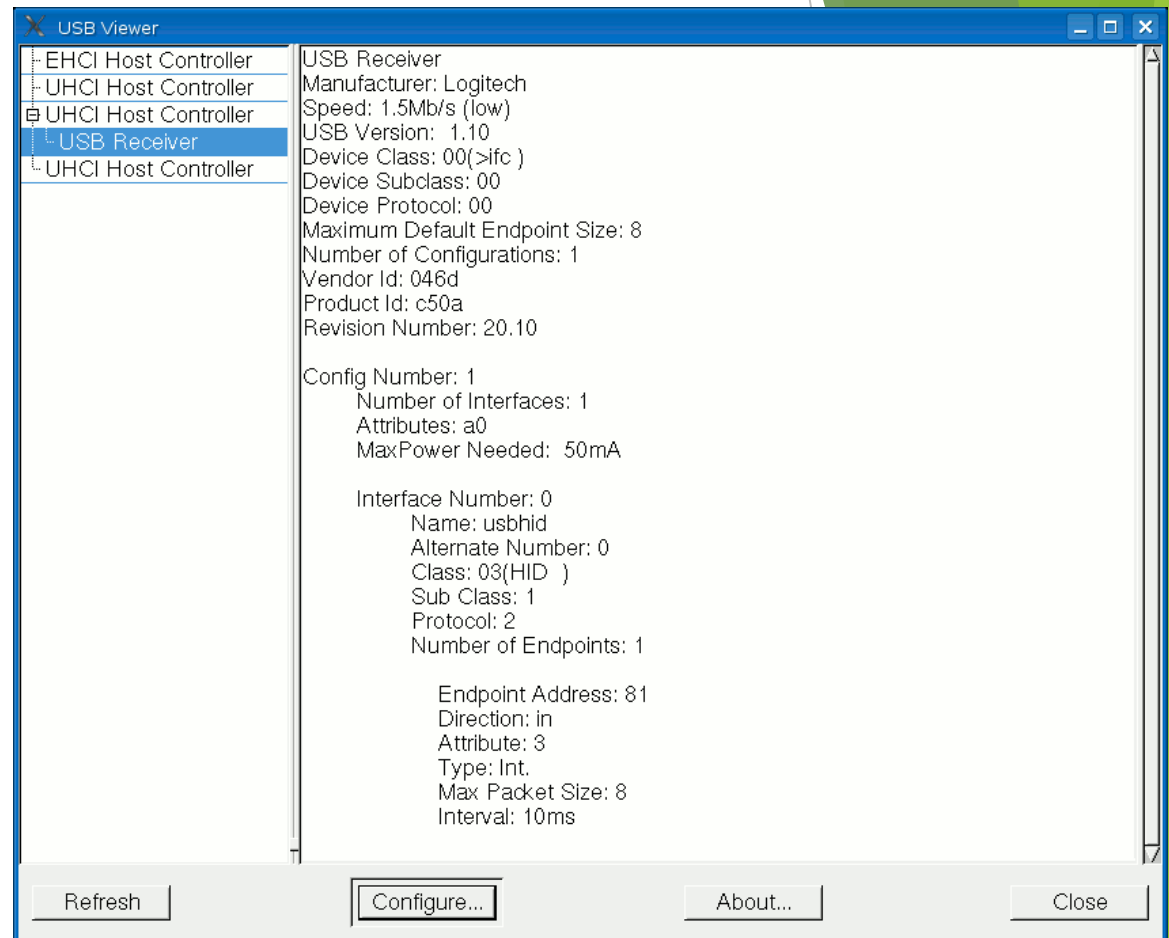 USB Viewer
EHCI Host Controller
UHCI Host Controller
UHCI Host Controller
USB Receiver
UHCI Host Controller
USB Receiver
Manufacturer: Logitech
Speed: 1.5Mb/s (low)
USB Version:  1.10
Device Class: 00(>ifc )
Device Subclass: 00
Device Protocol: 00
Maximum Default Endpoint Size: 8
Number of Configurations: 1
Vendor Id: 046d
Product Id: c50a
Revision Number: 20.10
Config Number: 1
Number of Interfaces: 1
Attributes: a0
MaxPower Needed:  50mA
Interface Number: 0
Name: usbhid
Alternate Number: 0
Class: 03(HID  )
Sub Class: 1
Protocol: 2
Number of Endpoints: 1
Endpoint Address: 81
Direction: in
Attribute: 3
Type: Int.
Max Packet Size: 8
Interval: 10ms
Refresh
Configure...
About...
Close